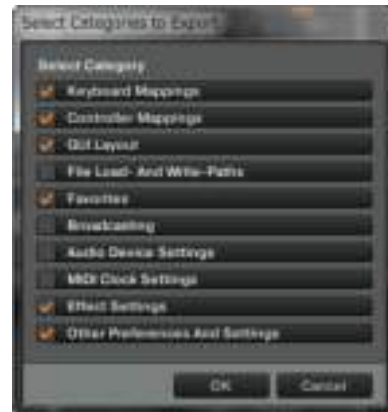 Select Categories to Export
Select Category
Keyboard Mappings
Controller Mappings
GUI Layout
File Load- And Write-Paths
Favorites
Broadcasting
Audio Device Settings
MIDI Clock Settings
Effect Settings
Other Preferences And Settings
OK
Cancel